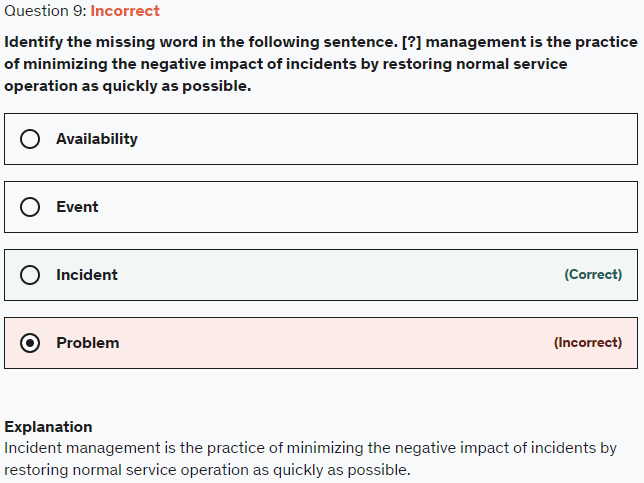 Question 9: Incorrect
Identify the missing word in the following sentence. [?] management is the practice
of minimizing the negative impact of incidents by restoring normal service
operation as quickly as possible.
Availability
Event
Incident (Correct)
Problem (Incorrect)
Explanation
Incident management is the practice of minimizing the negative impact of incidents by
restoring normal service operation as quickly as possible.